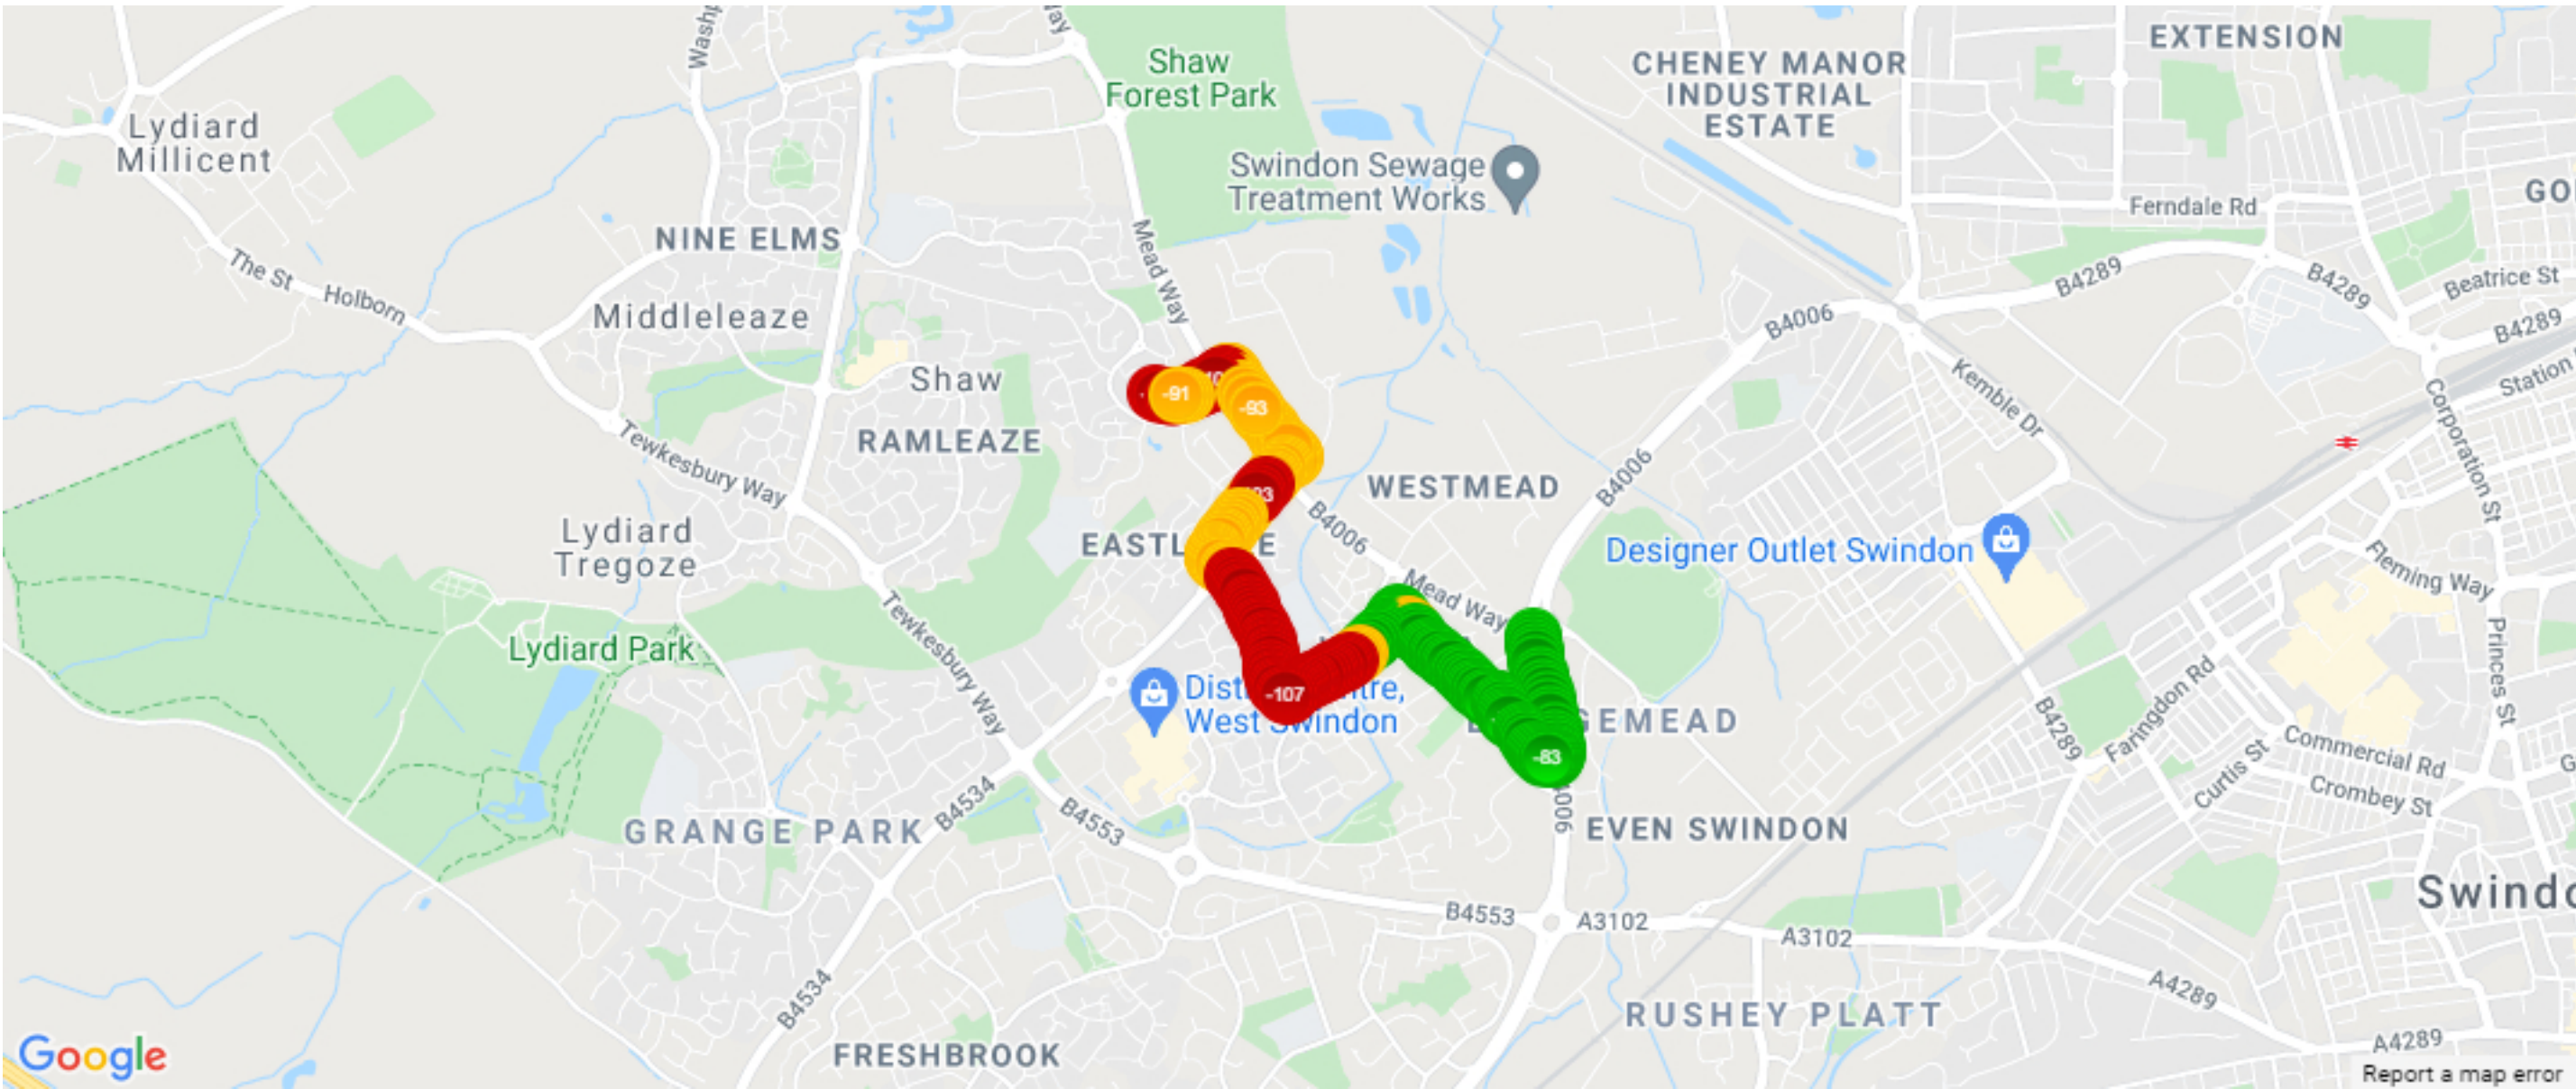 EXTENSION
Shaw
Forest Park
CHENEY MANOR
INDUSTRIAL
ESTATE
Lydiard
Millicent
Swindon Sewage
Treatment Works
Ferndale Rd
NINE ELMS
Mead Way
The St
Holborn
B4289
B4289
Beatrice St
B4289
Middleleaze
B4006
Station
Kemble Dr
Shaw
-91
-93
Corporation St
RAMLEAZE
Tewkesbury Way
WESTMEAD
B4006
B4006
Lydiard
Tregoze
Designer Outlet Swindon
Fleming Way
Mead Way
Tewkesbury Way
Lydiard Park
Princes St
-107
West Swindon
Faringdon Rd
B4289
-83
Commercial Rd
Curtis St
Crombey St
GRANGE PARK
B4534
B4553
EVEN SWINDON
B4553
A3102
A3102
B4534
A4289
RUSHEY PLATT
FRESHBROOK
A4289
Google
Report a map error